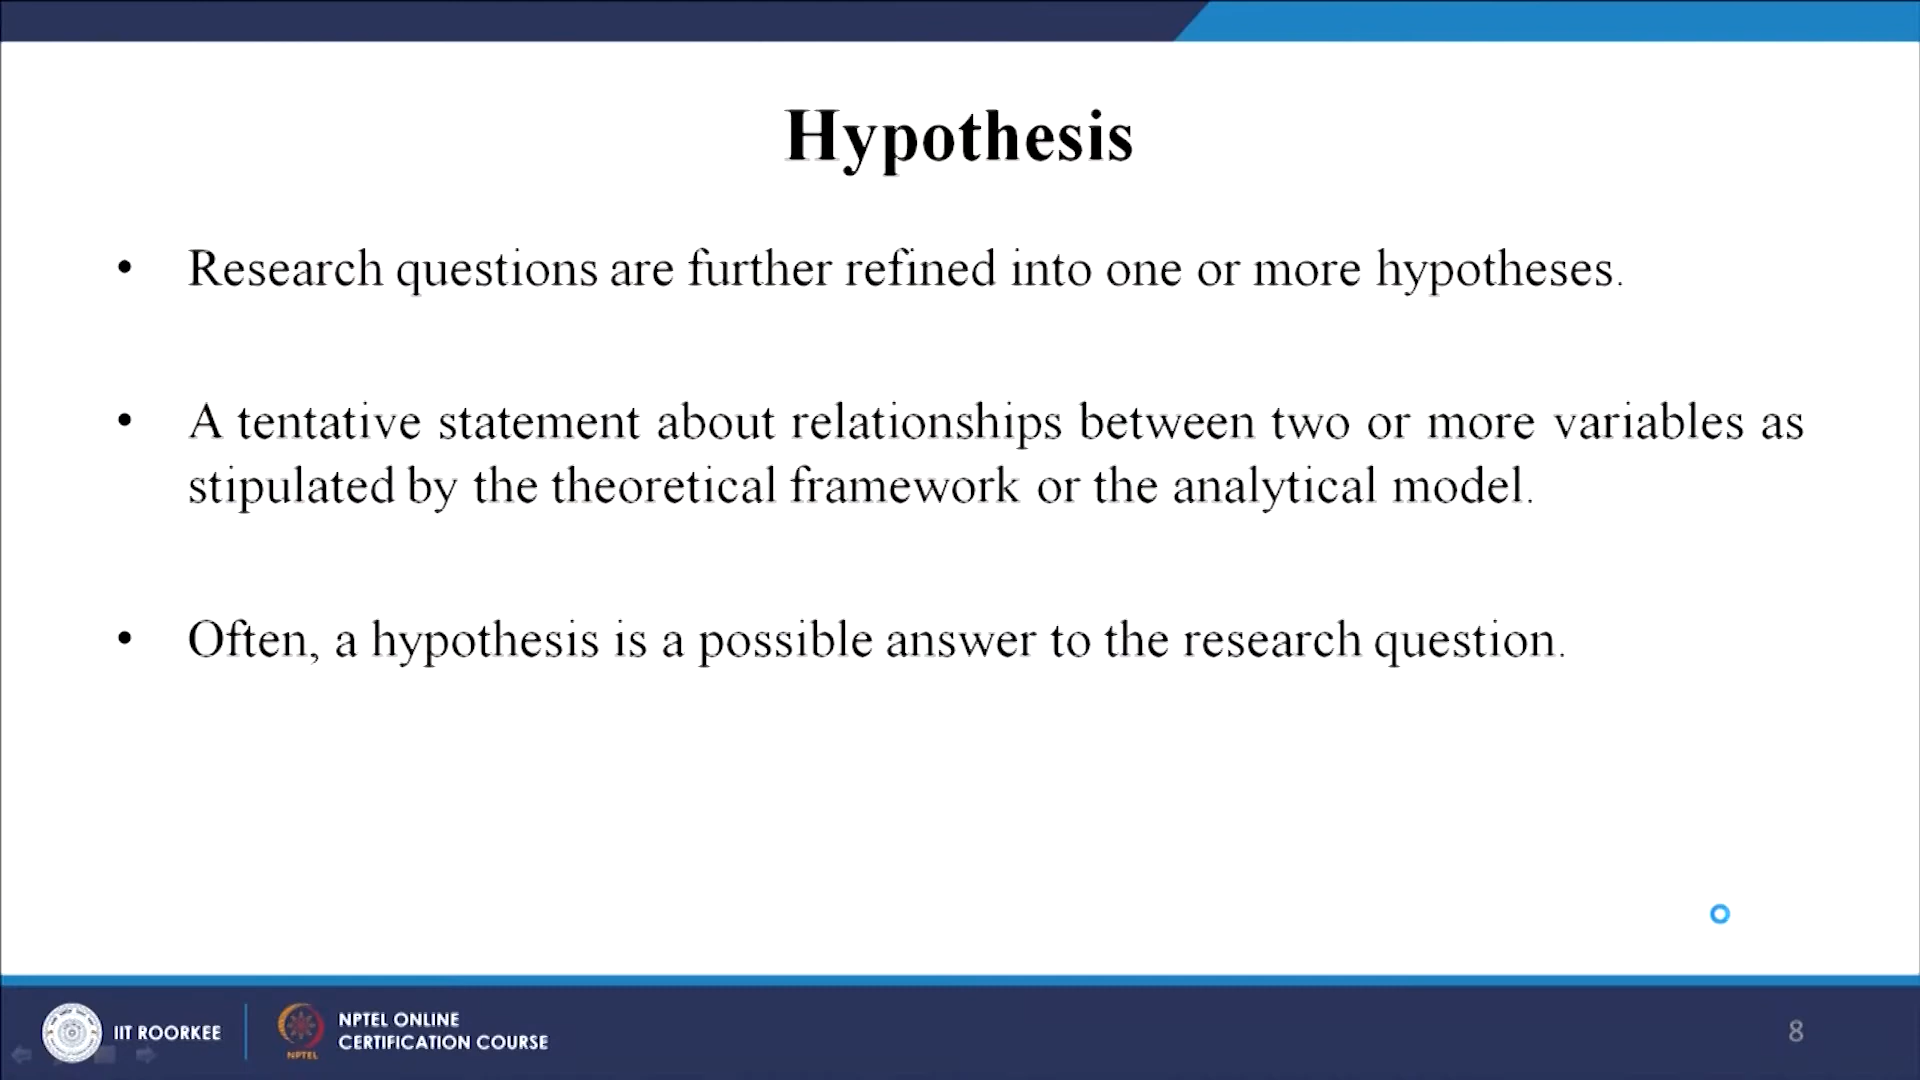 Hypothesis
• Research questions are further refined into one or more hypotheses.
• A tentative statement about relationships between two or more variables as
stipulated by the theoretical framework or the analytical model.
• Often, a hypothesis is a possible answer to the research question.
IIT ROORKEE
NPTEL
NPTEL ONLINE
CERTIFICATION COURSE
8